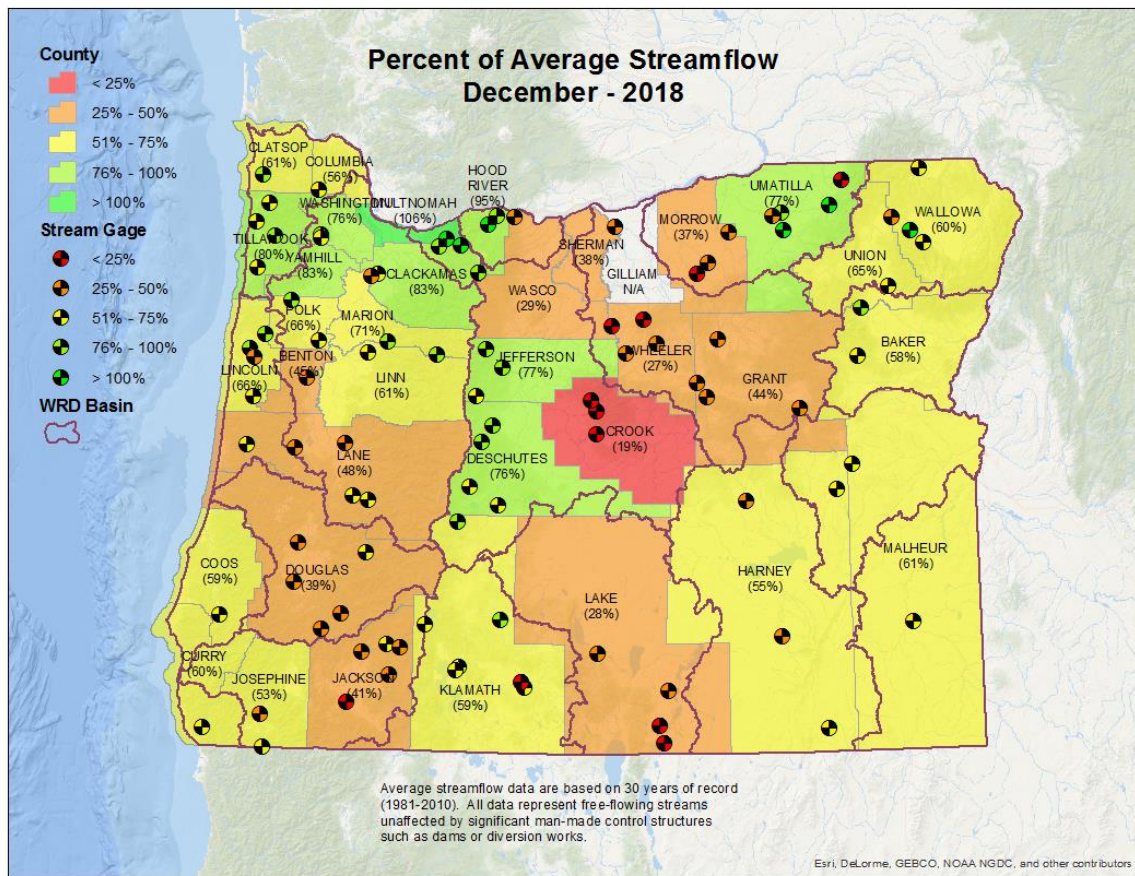 Percent of Average Streamflow
December - 2018
County
< 25%
25% - 50%
51% - 75%
76% - 100%
> 100%
Stream Gage
<25%
25% - 50%
51% - 75%
76% - 100%
> 100%
WRD Basin
CLATSOP
(61%)
COLUMBIA
(56%)
HOOD
RIVER
(95%)
WASHINGTON
(76%)
MULTNOMAH
(106%)
TILLAMOOK
(80%)
YAMHILL
(83%)
CLACKAMAS
(83%)
SHERMAN
(38%)
GILLIAM
N/A
MORROW
(37%)
UMATILLA
(77%)
WALLOWA
(60%)
UNION
(65%)
WASCO
(29%)
POLK
(66%)
MARION
(71%)
LINCOLN
(66%)
BENTON
(45%)
LINN
(61%)
JEFFERSON
(77%)
WHEELER
(27%)
GRANT
(44%)
BAKER
(58%)
CROOK
(19%)
LANE
(48%)
DESCHUTES
(76%)
COOS
(59%)
DOUGLAS
(39%)
LAKE
(28%)
HARNEY
(55%)
MALHEUR
(61%)
CURRY
(60%)
JOSEPHINE
(53%)
JACKSON
(41%)
KLAMATH
(59%)
Average streamflow data are based on 30 years of record
(1981-2010). All data represent free-flowing streams
unaffected by significant man-made control structures
such as dams or diversion works.
Esri, DeLorme, GEBCO, NOAA NGDC, and other contributors